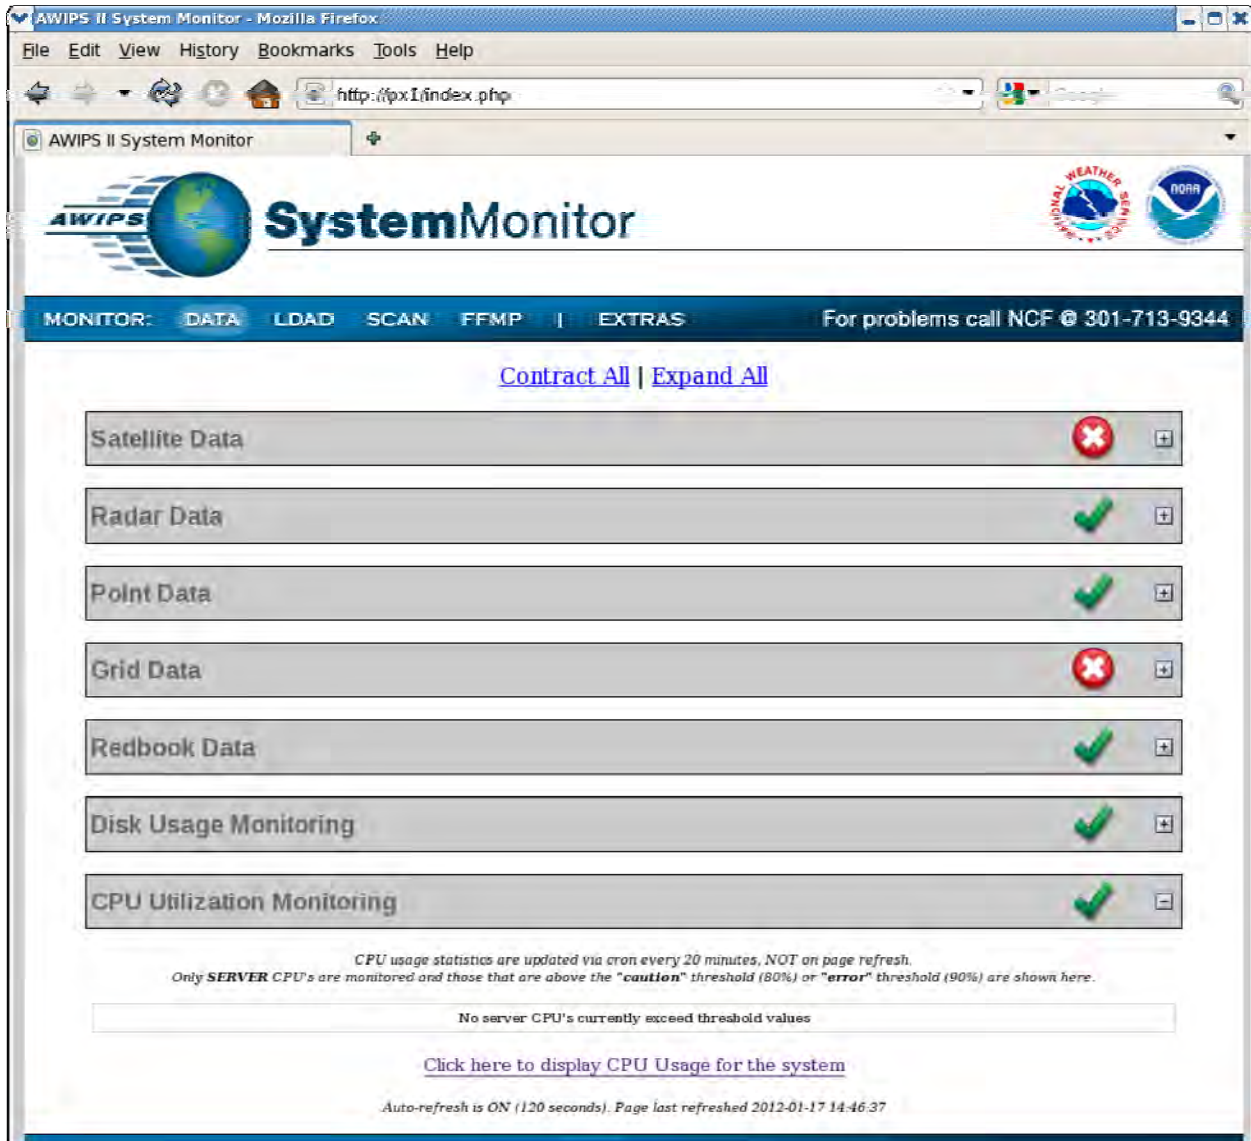 AWIPS II System Monitor - Mozilla Firefox
File Edit View History Bookmarks Tools Help
http://px1/index.php
AWIPS II System Monitor
AWIPS
SystemMonitor
NATIONAL WEATHER SERVICE
NOAA
MONITOR: DATA LDAD SCAN FFMP | EXTRAS For problems call NCF @ 301-713-9344
Contract All | Expand All
Satellite Data
Radar Data
Point Data
Grid Data
Redbook Data
Disk Usage Monitoring
CPU Utilization Monitoring
CPU usage statistics are updated via cron every 20 minutes, NOT on page refresh.
Only SERVER CPU's are monitored and those that are above the "caution" threshold (80%) or "error" threshold (90%) are shown here.
No server CPU's currently exceed threshold values
Click here to display CPU Usage for the system
Auto-refresh is ON (120 seconds). Page last refreshed 2012-01-17 14:46:37